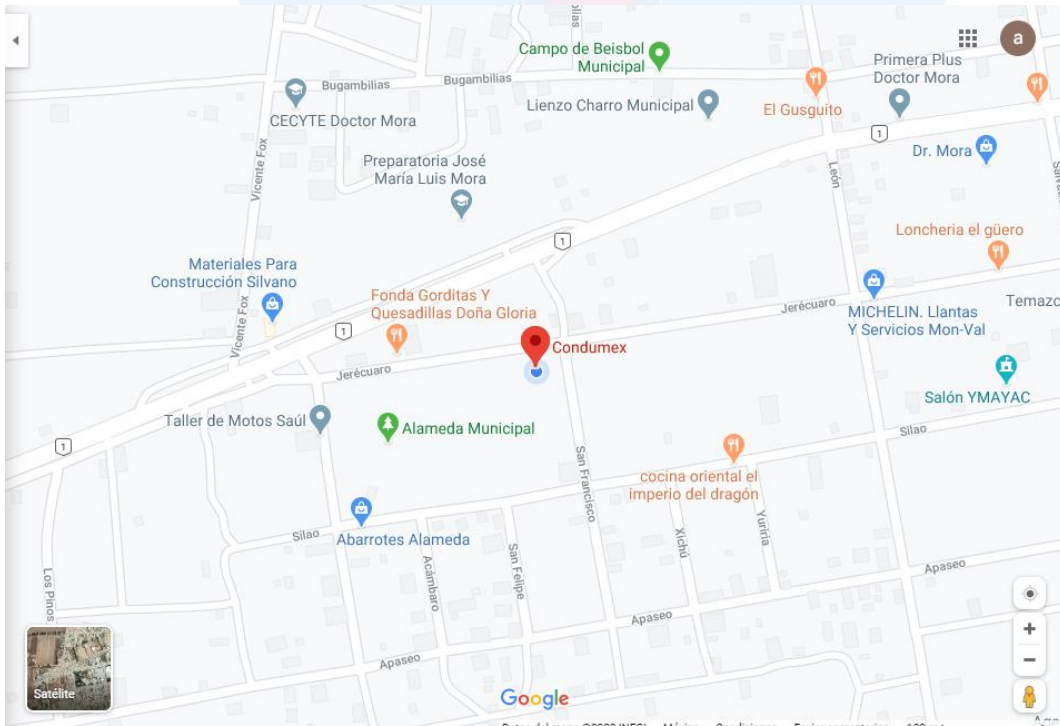 Campo de Beisbol
Municipal
a
Primera Plus
Doctor Mora
Bugambilias
Bugambilias
CECYTE Doctor Mora
Lienzo Charro Municipal
El Gusguito
1
Dr. Mora
Vicente Fox
Preparatoria José
María Luis Mora
León
Loncheria el güero
1
Materiales Para
Construcción Silvano
Fonda Gorditas Y
Quesadillas Doña Gloria
Jerécuaro
MICHELIN. Llantas
Y Servicios Mon-Val
Vicente Fox
1
Condumex
Jerécuaro
Salón YMAYAC
Taller de Motos Saúl
Alameda Municipal
Silao
1
San Francisco
cocina oriental el
imperio del dragón
Silao
Abarrotes Alameda
Xichú
Yuriria
Acámbaro
San Felipe
Los Pinos
Apaseo
Apaseo
Apaseo
Satélite
Google